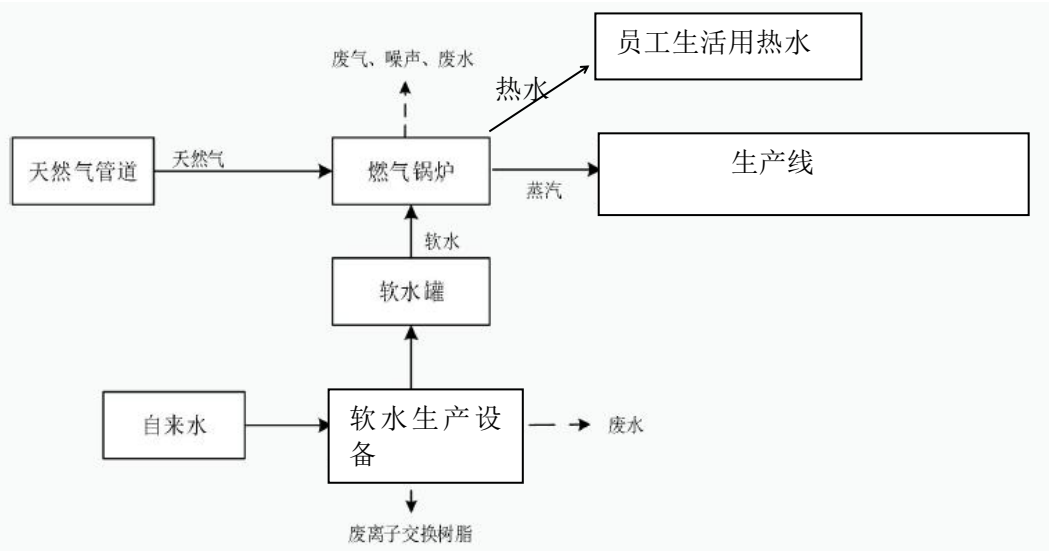 员工生活用热水
废气、噪声、废水
热水
天然气管道
天然气
燃气锅炉
蒸汽
生产线
软水
软水罐
自来水
软水生产设
备
废水
废离子交换树脂